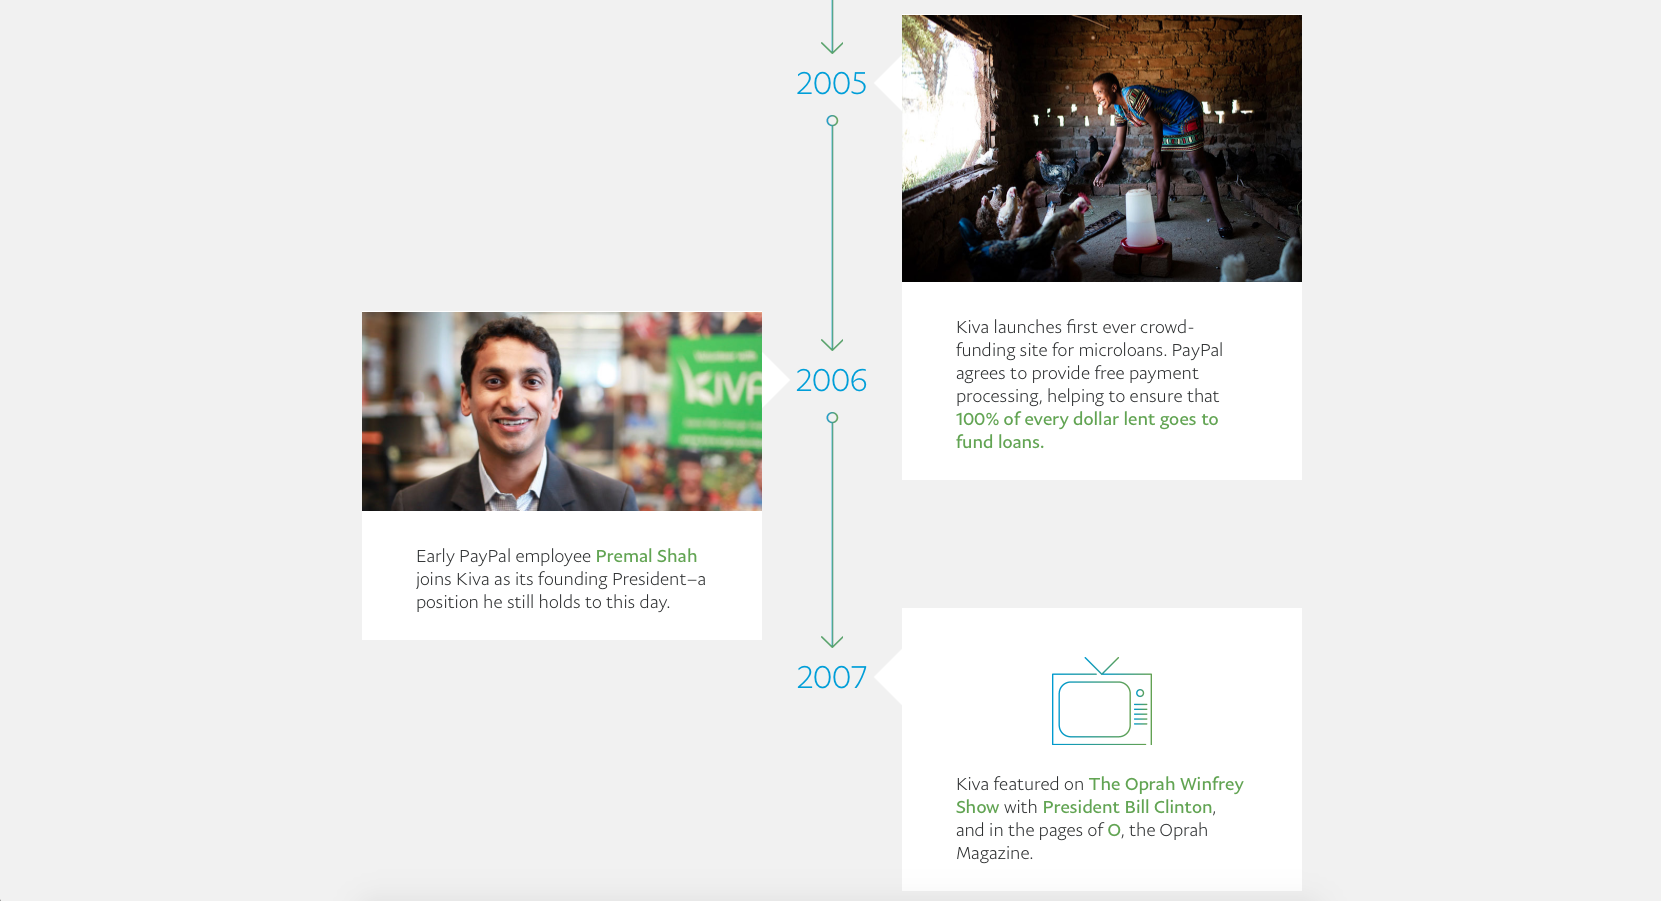 2005
Kiva launches first ever crowd-
funding site for microloans. PayPal
agrees to provide free payment
processing, helping to ensure that
100% of every dollar lent goes to
fund loans.
2006
KIVA
Early PayPal employee Premal Shah
joins Kiva as its founding President–a
position he still holds to this day.
2007
Kiva featured on The Oprah Winfrey
Show with President Bill Clinton,
and in the pages of O, the Oprah
Magazine.